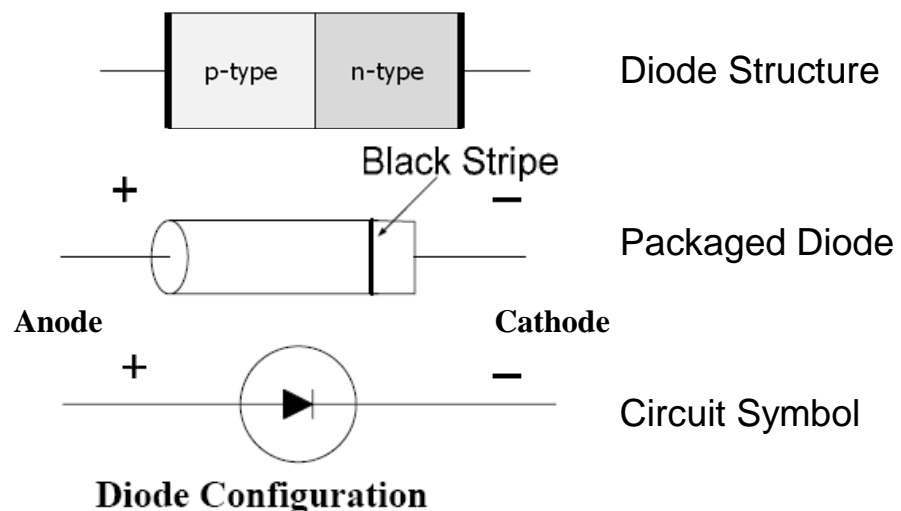 p-type n-type Diode Structure
Black Stripe
+ −
Packaged Diode
Anode Cathode
+ −
Circuit Symbol
Diode Configuration